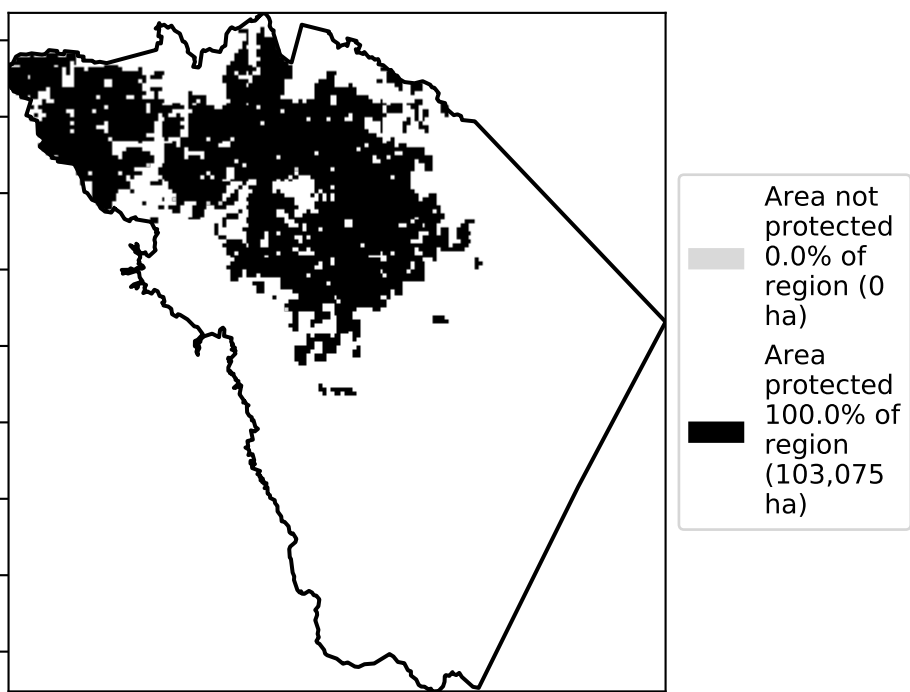 Area not
protected
0.0% of
region (0
ha)
Area
protected
100.0% of
region
(103,075
ha)